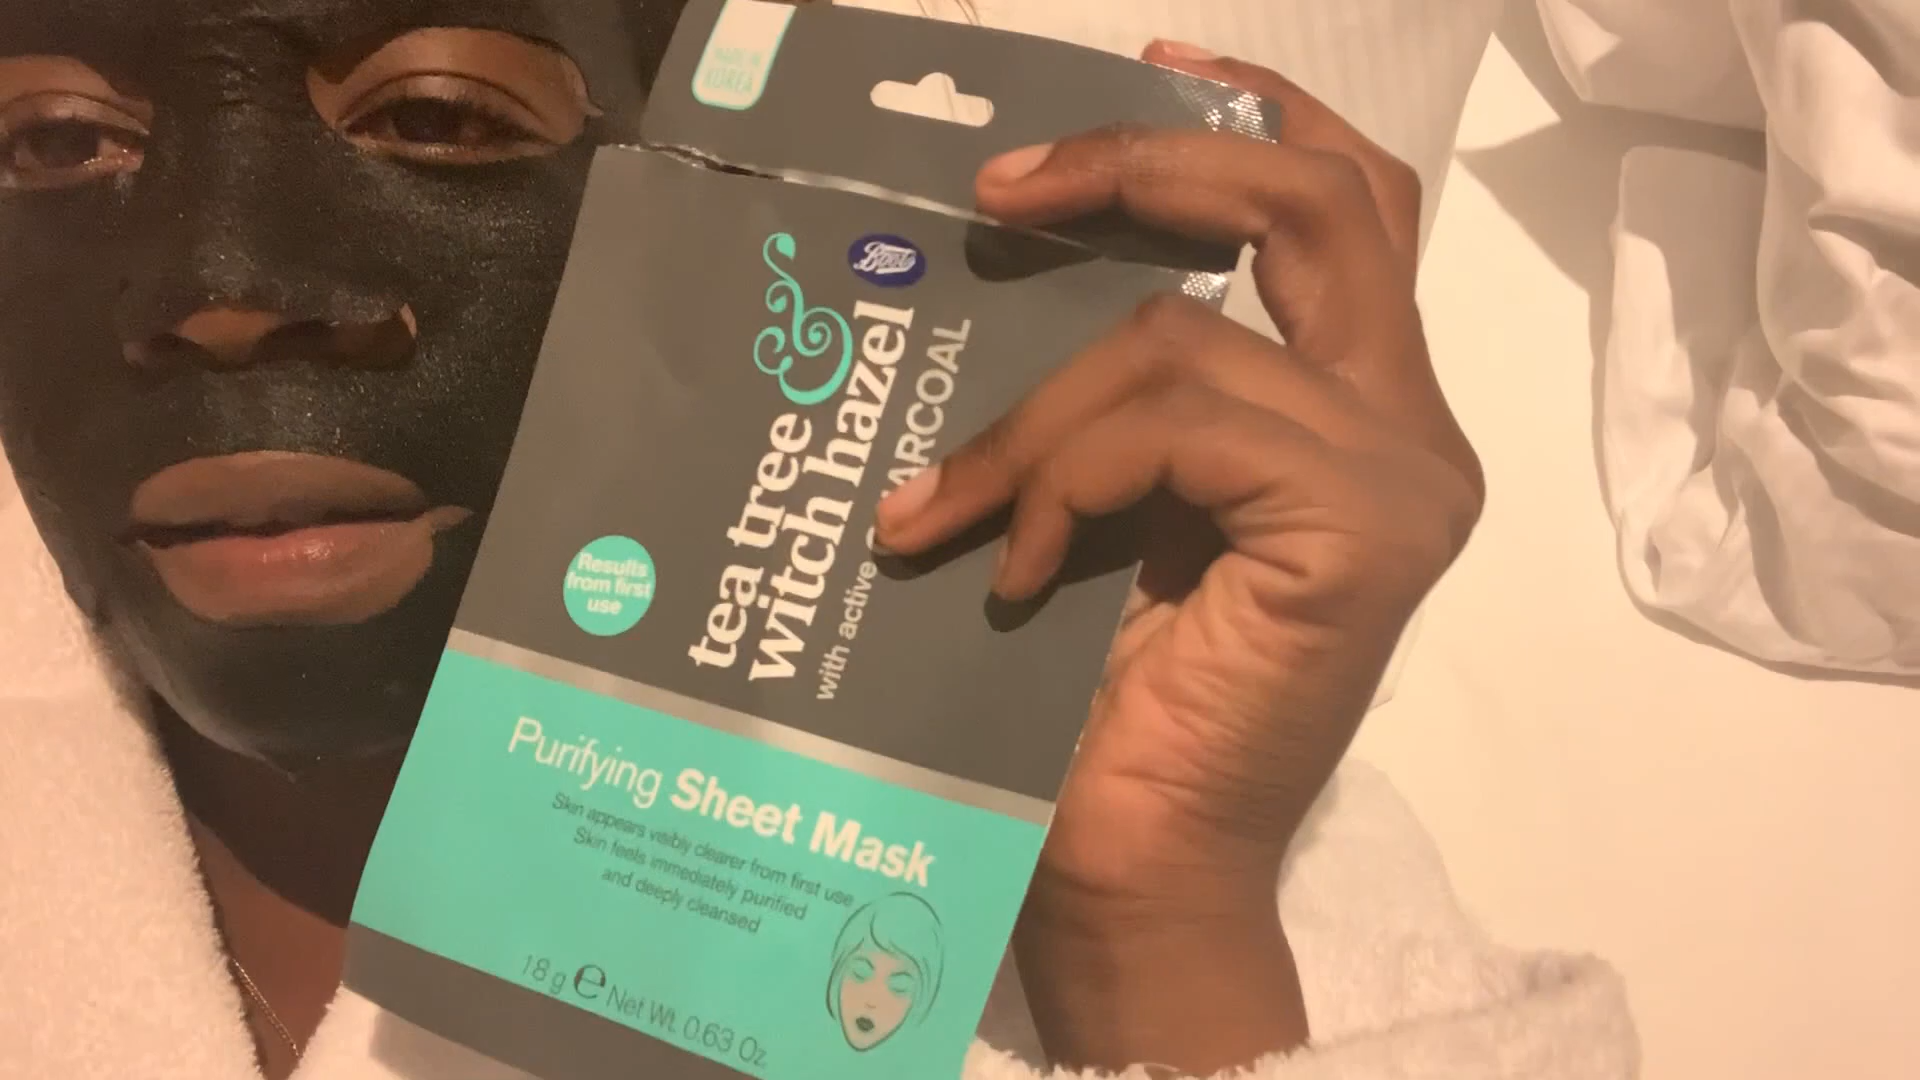 MADE IN
KOREA
Boots
tea tree &
witch hazel
with active CHARCOAL
Results
from first
use
Purifying Sheet Mask
Skin appears visibly clearer from first use
Skin feels immediately purified
and deeply cleansed
18 g e Net Wt. 0.63 Oz.